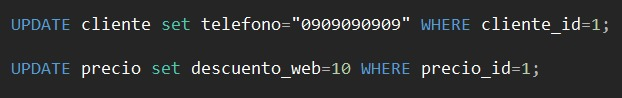 UPDATE cliente set telefono="0909090909" WHERE cliente_id=1;
UPDATE precio set descuento_web=10 WHERE precio_id=1;